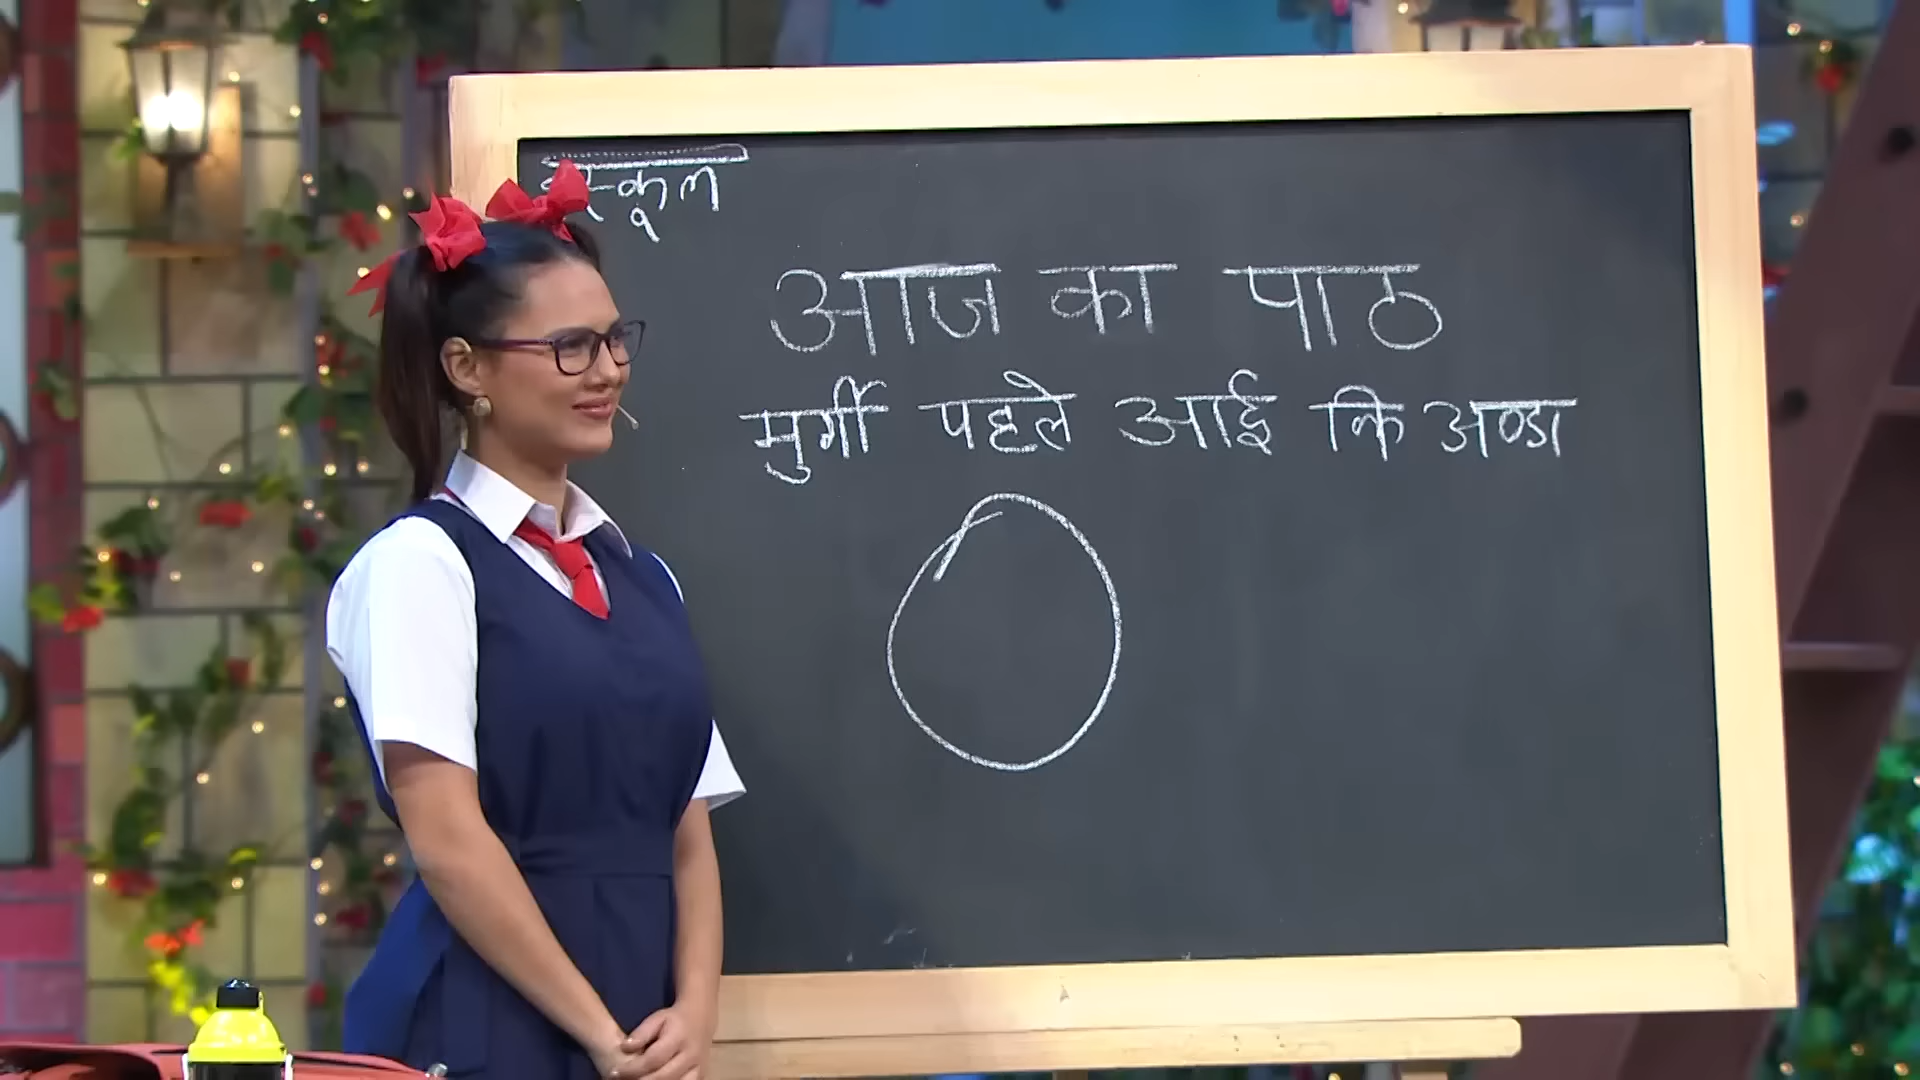 स्कूल
आज का पाठ
मुर्गी पहले आई कि अण्डा